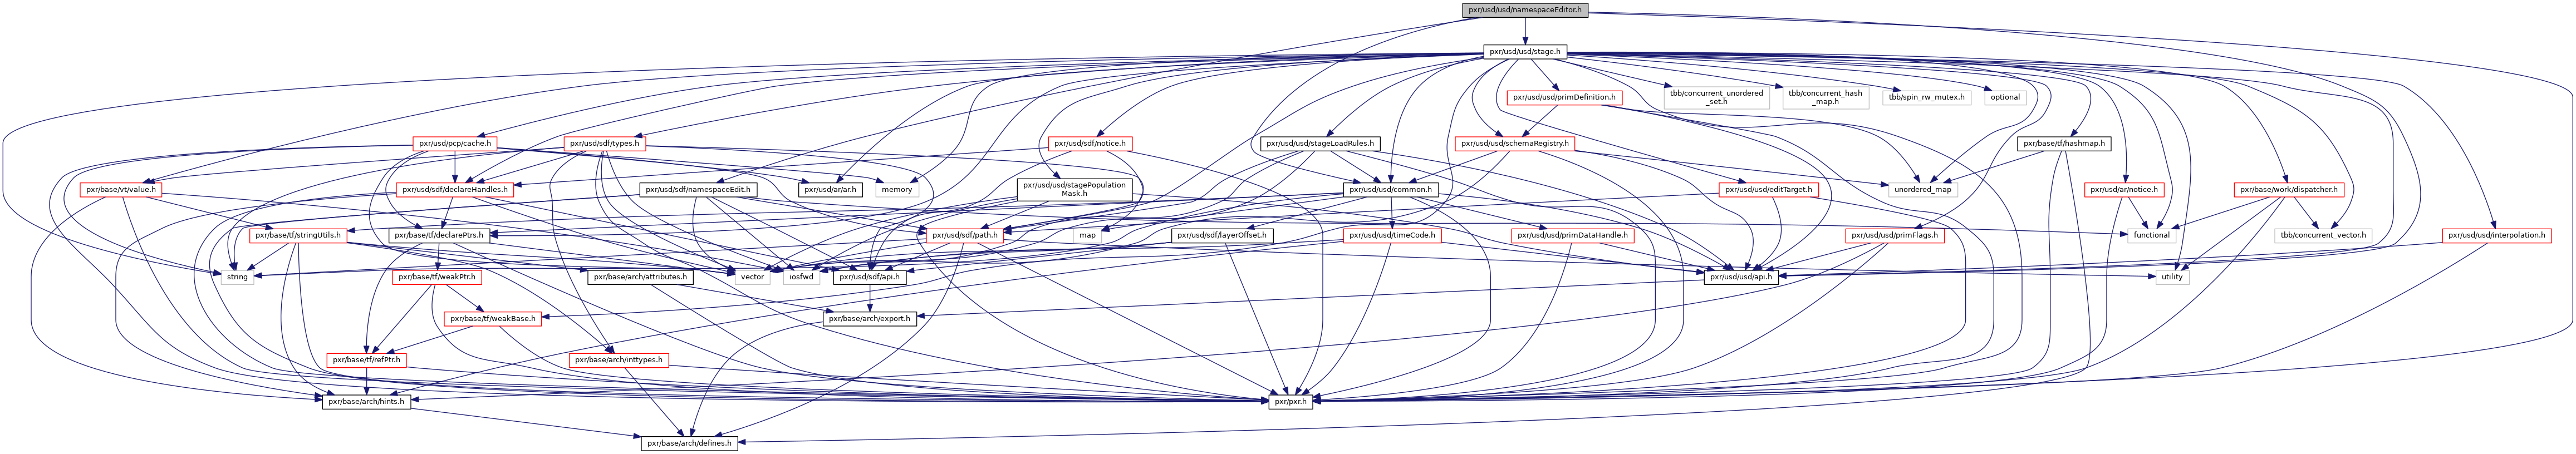 pxr/usd/usd/namespaceEditor.h
pxr/usd/usd/stage.h
pxr/usd/usd/primDefinition.h
tbb/concurrent_unordered
_set.h
tbb/concurrent_hash
_map.h
tbb/spin_rw_mutex.h
optional
pxr/usd/pcp/cache.h
pxr/usd/sdf/types.h
pxr/usd/sdf/notice.h
pxr/usd/usd/stageLoadRules.h
pxr/usd/usd/schemaRegistry.h
pxr/base/tf/hashmap.h
pxr/base/vt/value.h
pxr/usd/sdf/declareHandles.h
pxr/usd/sdf/namespaceEdit.h
pxr/usd/ar/ar.h
memory
pxr/usd/usd/stagePopulation
Mask.h
pxr/usd/usd/common.h
pxr/usd/usd/editTarget.h
unordered_map
pxr/usd/ar/notice.h
pxr/base/work/dispatcher.h
pxr/base/tf/stringUtils.h
pxr/base/tf/declarePtrs.h
pxr/usd/sdf/path.h
map
pxr/usd/sdf/layerOffset.h
pxr/usd/usd/timeCode.h
pxr/usd/usd/primDataHandle.h
pxr/usd/usd/primFlags.h
functional
tbb/concurrent_vector.h
pxr/usd/usd/interpolation.h
string
pxr/base/tf/weakPtr.h
pxr/base/arch/attributes.h
vector
iosfwd
pxr/usd/sdf/api.h
pxr/usd/usd/api.h
utility
pxr/base/tf/weakBase.h
pxr/base/arch/export.h
pxr/base/tf/refPtr.h
pxr/base/arch/inttypes.h
pxr/base/arch/hints.h
pxr/pxr.h
pxr/base/arch/defines.h